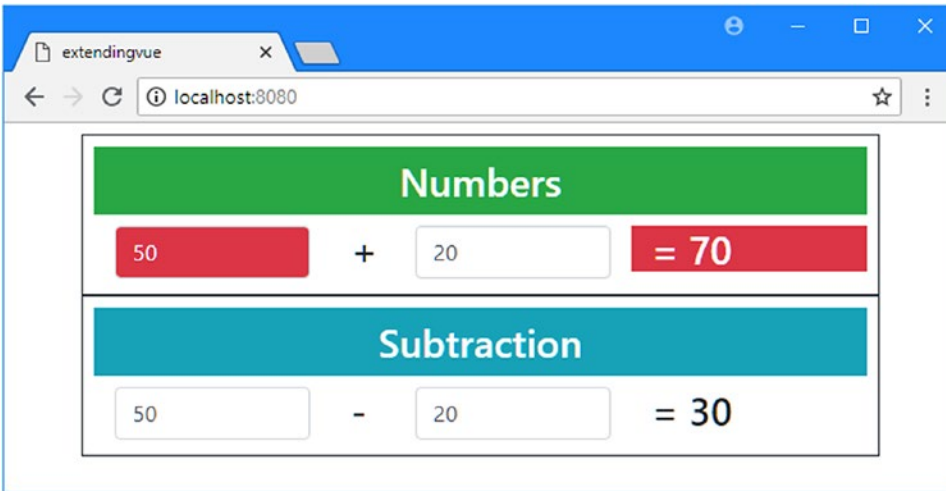 extendingvue
localhost:8080
Numbers
50 + 20 = 70
Subtraction
50 - 20 = 30